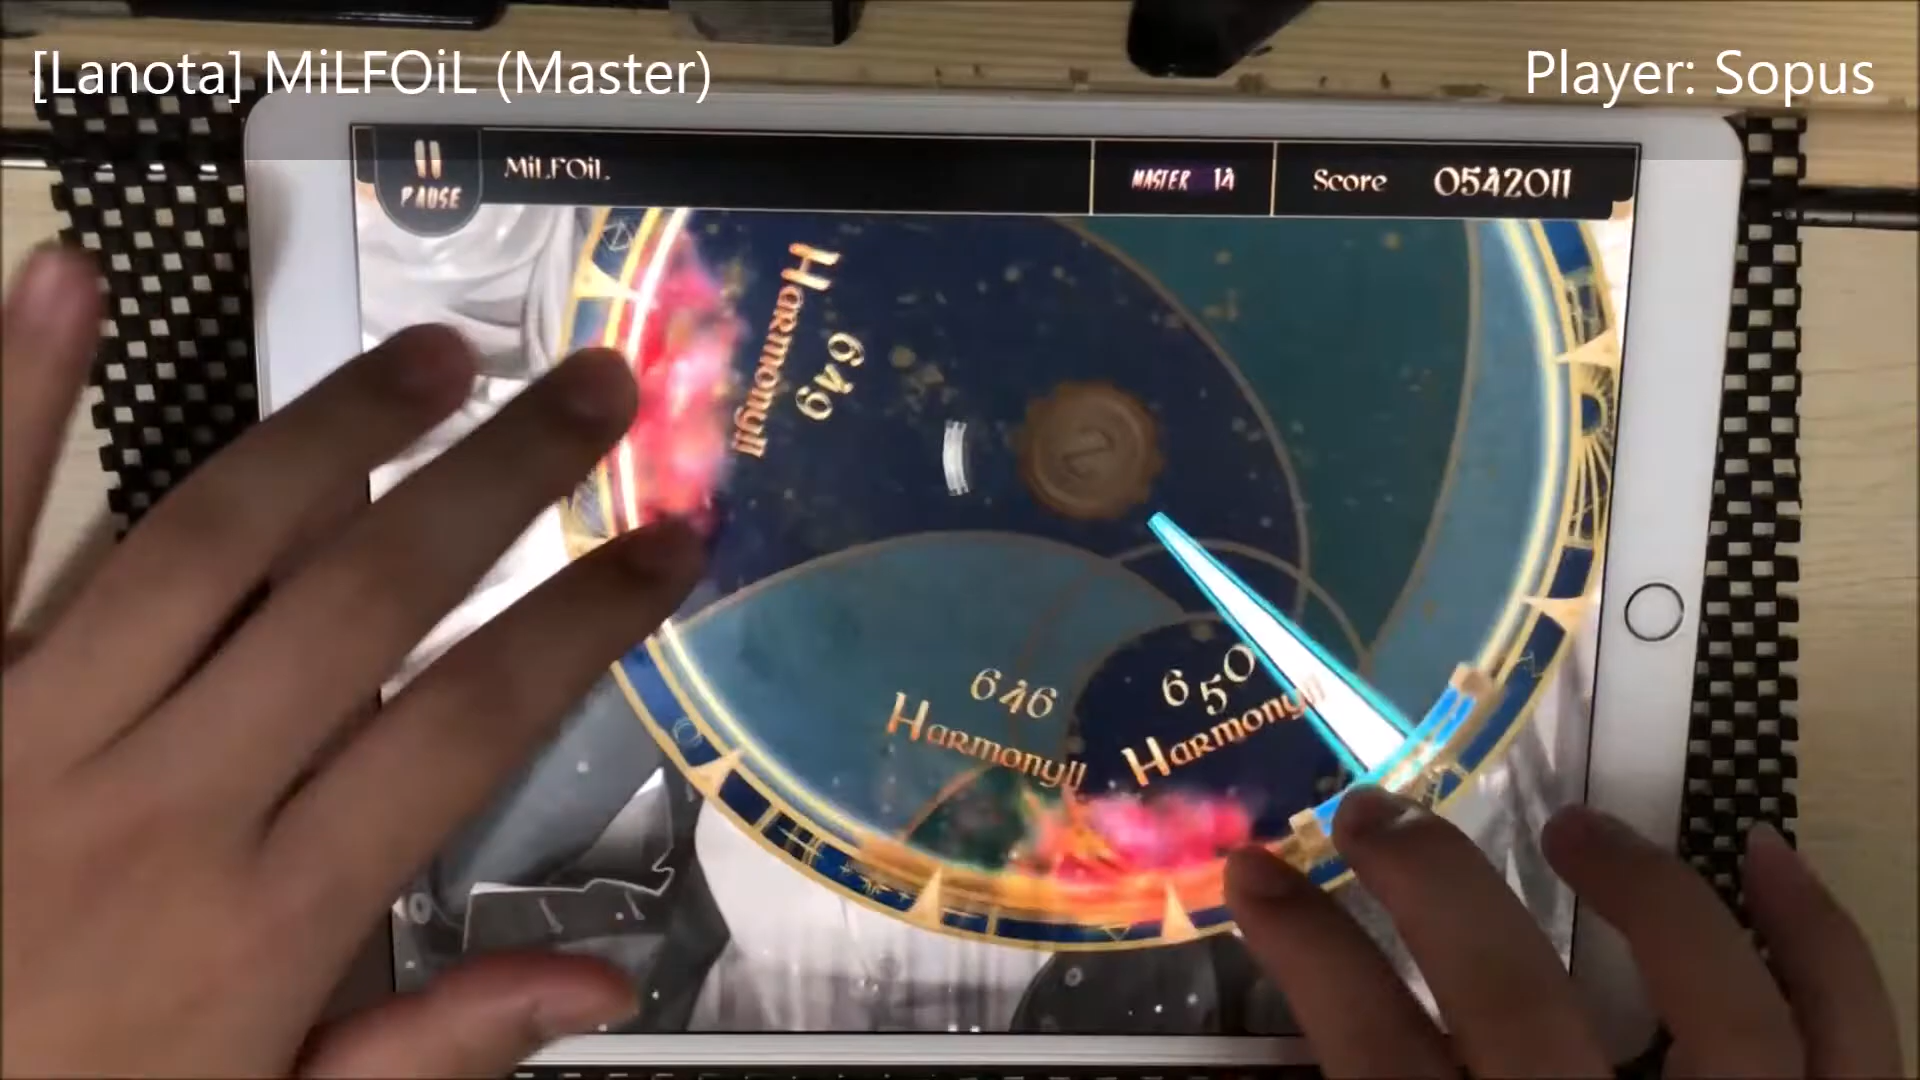 [Lanota] MiLFOiL (Master)
Player: Sopus
PAUSE
MiLFOiL
MASTER 14
Score 0542011
Harmony!!
649
646
Harmony!!
650
Harmony!!